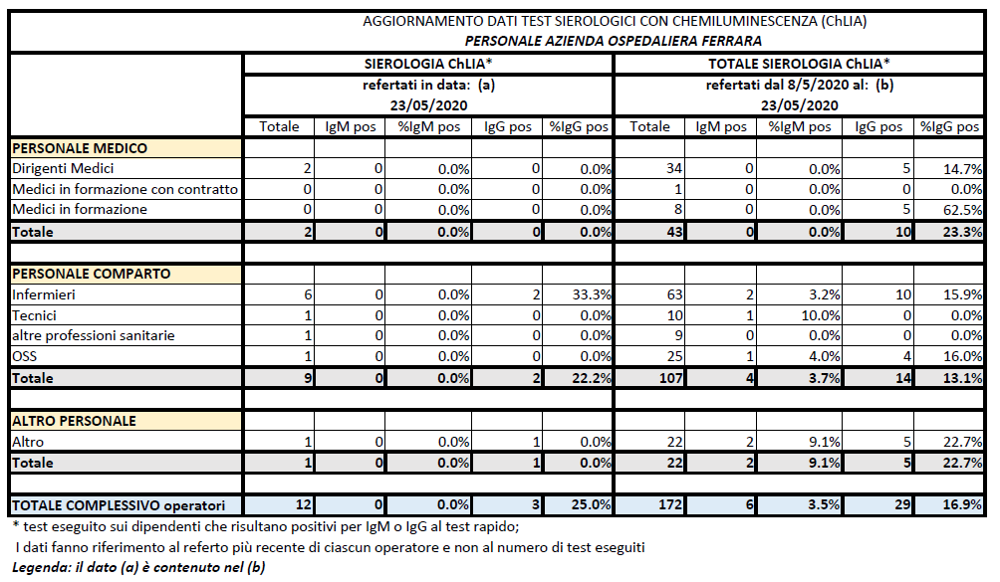 AGGIORNAMENTO DATI TEST SIEROLOGICI CON CHEMILUMINESCENZA (ChLIA)
PERSONALE AZIENDA OSPEDALIERA FERRARA
SIEROLOGIA ChLIA* TOTALE SIEROLOGIA ChLIA*
refertati in data: (a) refertati dal 8/5/2020 al: (b)
23/05/2020 23/05/2020
Totale IgM pos %IgM pos IgG pos %IgG pos Totale IgM pos %IgM pos IgG pos %IgG pos
PERSONALE MEDICO
Dirigenti Medici 2 0 0.0% 0 0.0% 34 0 0.0% 5 14.7%
Medici in formazione con contratto 0 0 0.0% 0 0.0% 1 0 0.0% 0 0.0%
Medici in formazione 0 0 0.0% 0 0.0% 8 0 0.0% 5 62.5%
Totale 2 0 0.0% 0 0.0% 43 0 0.0% 10 23.3%
PERSONALE COMPARTO
Infermieri 6 0 0.0% 2 33.3% 63 2 3.2% 10 15.9%
Tecnici 1 0 0.0% 0 0.0% 10 1 10.0% 0 0.0%
altre professioni sanitarie 1 0 0.0% 0 0.0% 9 0 0.0% 0 0.0%
OSS 1 0 0.0% 0 0.0% 25 1 4.0% 4 16.0%
Totale 9 0 0.0% 2 22.2% 107 4 3.7% 14 13.1%
ALTRO PERSONALE
Altro 1 0 0.0% 1 0.0% 22 2 9.1% 5 22.7%
Totale 1 0 0.0% 1 0.0% 22 2 9.1% 5 22.7%
TOTALE COMPLESSIVO operatori 12 0 0.0% 3 25.0% 172 6 3.5% 29 16.9%
* test eseguito sui dipendenti che risultano positivi per IgM o IgG al test rapido;
I dati fanno riferimento al referto più recente di ciascun operatore e non al numero di test eseguiti
Legenda: il dato (a) è contenuto nel (b)